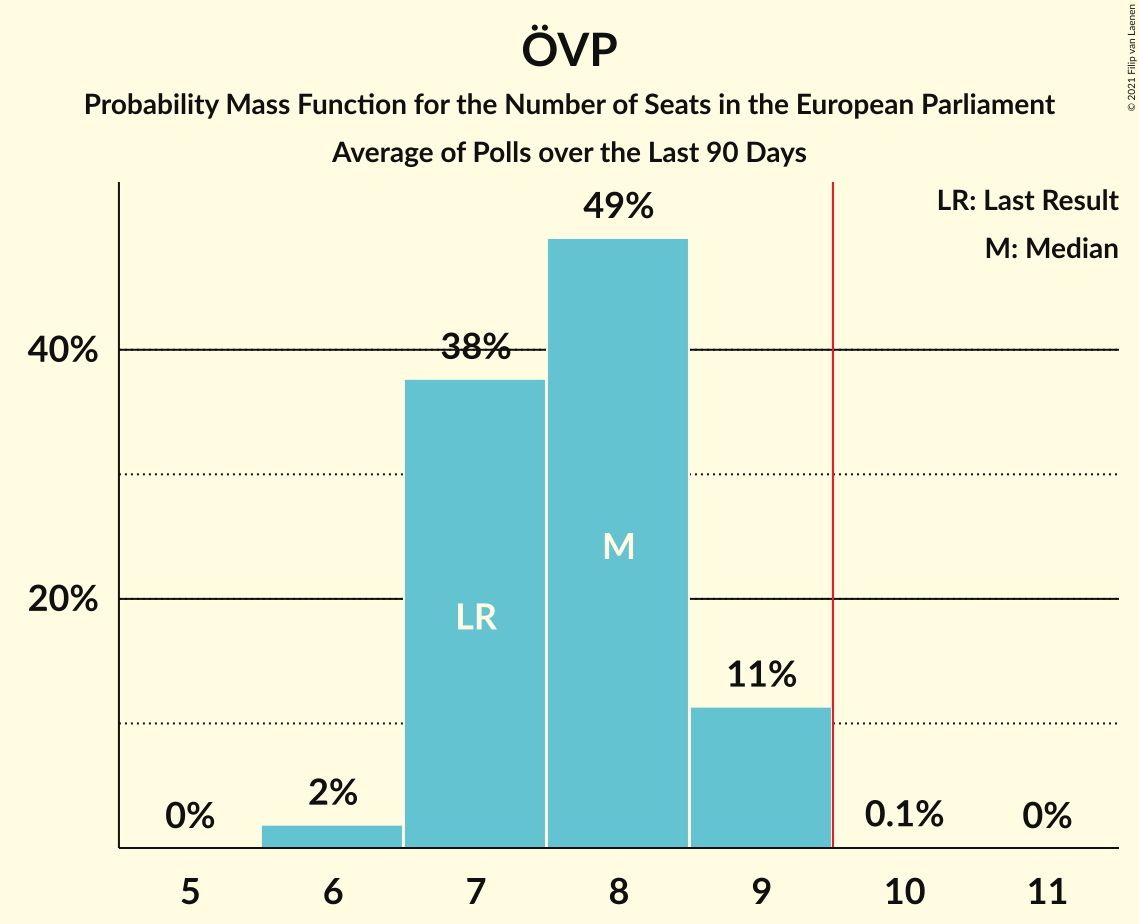 ÖVP
Probability Mass Function for the Number of Seats in the European Parliament
Average of Polls over the Last 90 Days
© 2021 Filip van Laenen
LR: Last Result
M: Median
49%
40%
38%
M
20%
LR
11%
2%
0%
0.1%
0%
5 6 7 8 9 10 11